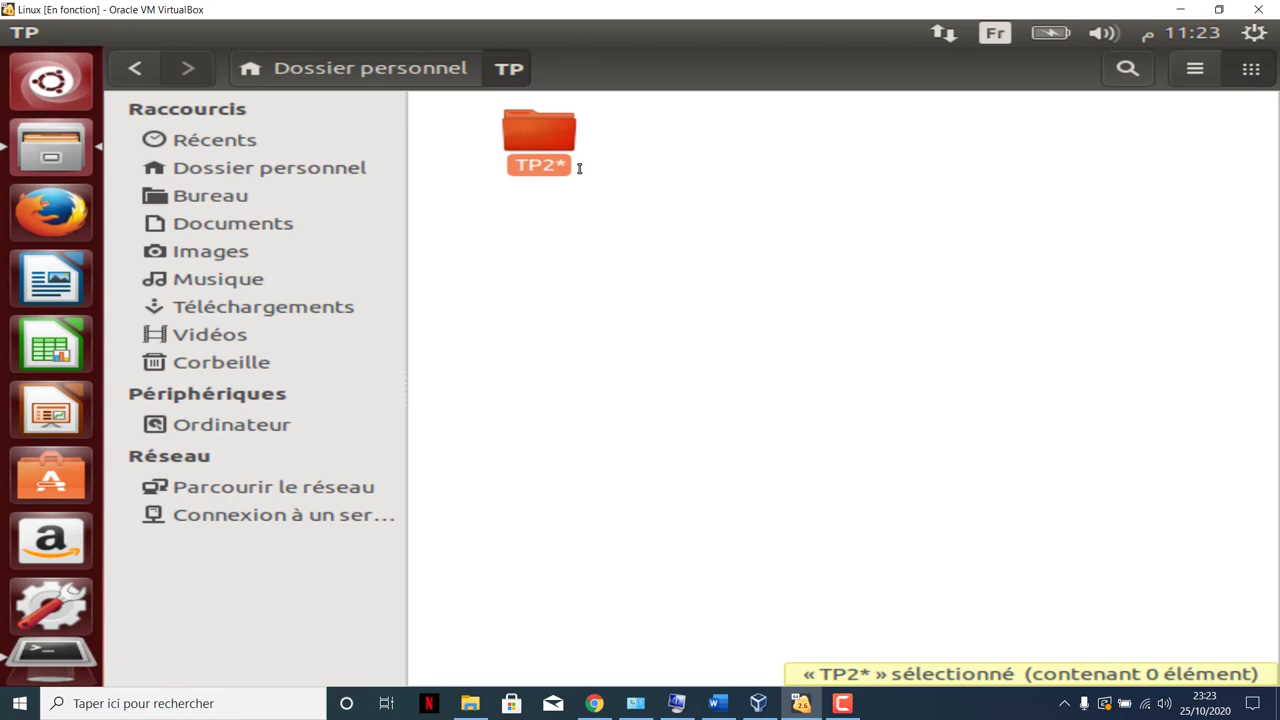 Linux [En fonction] - Oracle VM VirtualBox
TP
Fr
م 11:23
Dossier personnel
TP
Raccourcis
Récents
Dossier personnel
Bureau
Documents
Images
Musique
Téléchargements
Vidéos
Corbeille
Périphériques
Ordinateur
Réseau
Parcourir le réseau
Connexion à un ser...
TP2*
« TP2* » sélectionné (contenant 0 élément)
Taper ici pour rechercher
23:23
25/10/2020